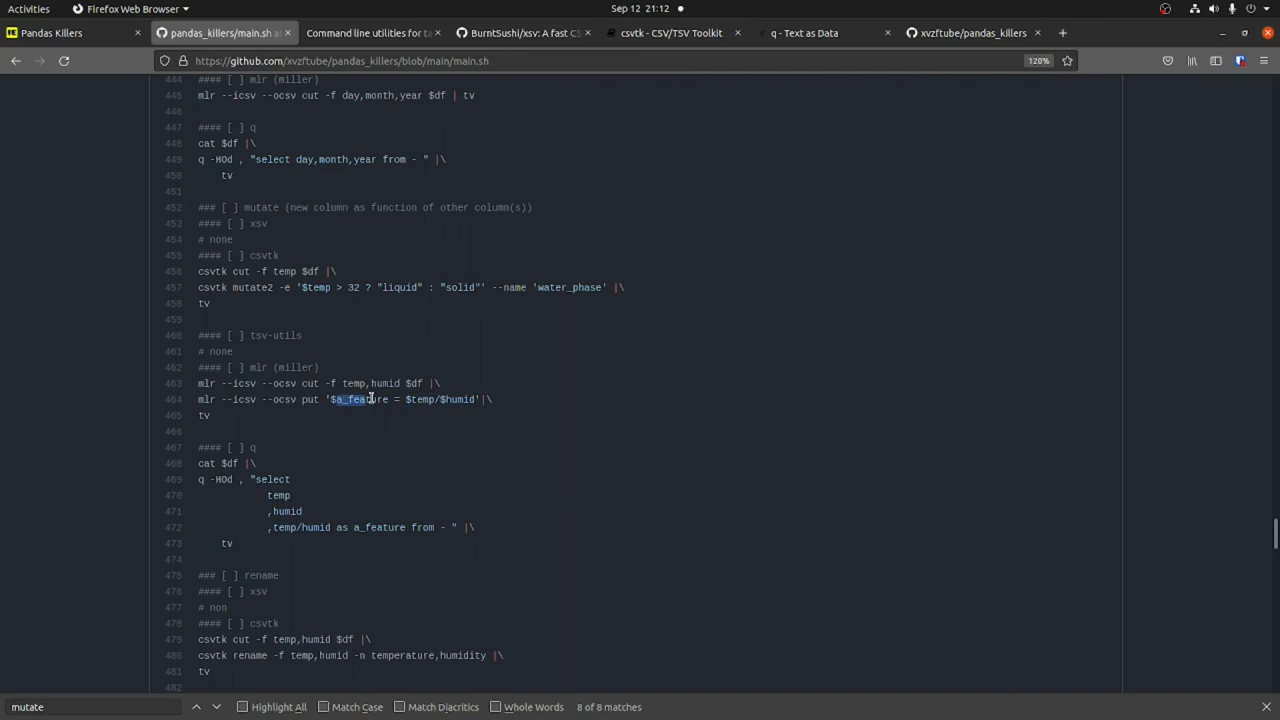 Activities Firefox Web Browser Sep 12 21:12
Pandas Killers pandas_killers/main.sh at Command line utilities for ta BurntSushi/xsv: A fast CS csvtk - CSV/TSV Toolkit q - Text as Data xvzftube/pandas_killers
https://github.com/xvzftube/pandas_killers/blob/main/main.sh 120%
444 #### [ ] mlr (miller)
445 mlr --icsv --ocsv cut -f day,month,year $df | tv
446
447 #### [ ] q
448 cat $df |\
449 q -HOd , "select day,month,year from - " |\
450 tv
451
452 ### [ ] mutate (new column as function of other column(s))
453 #### [ ] xsv
454 # none
455 #### [ ] csvtk
456 csvtk cut -f temp $df |\
457 csvtk mutate2 -e '$temp > 32 ? "liquid" : "solid"' --name 'water_phase' |\
458 tv
459
460 #### [ ] tsv-utils
461 # none
462 #### [ ] mlr (miller)
463 mlr --icsv --ocsv cut -f temp,humid $df |\
464 mlr --icsv --ocsv put '$a_feature = $temp/$humid'|\
465 tv
466
467 #### [ ] q
468 cat $df |\
469 q -HOd , "select
470 temp
471 ,humid
472 ,temp/humid as a_feature from - " |\
473 tv
474
475 ### [ ] rename
476 #### [ ] xsv
477 # non
478 #### [ ] csvtk
479 csvtk cut -f temp,humid $df |\
480 csvtk rename -f temp,humid -n temperature,humidity |\
481 tv
482
mutate Highlight All Match Case Match Diacritics Whole Words 8 of 8 matches